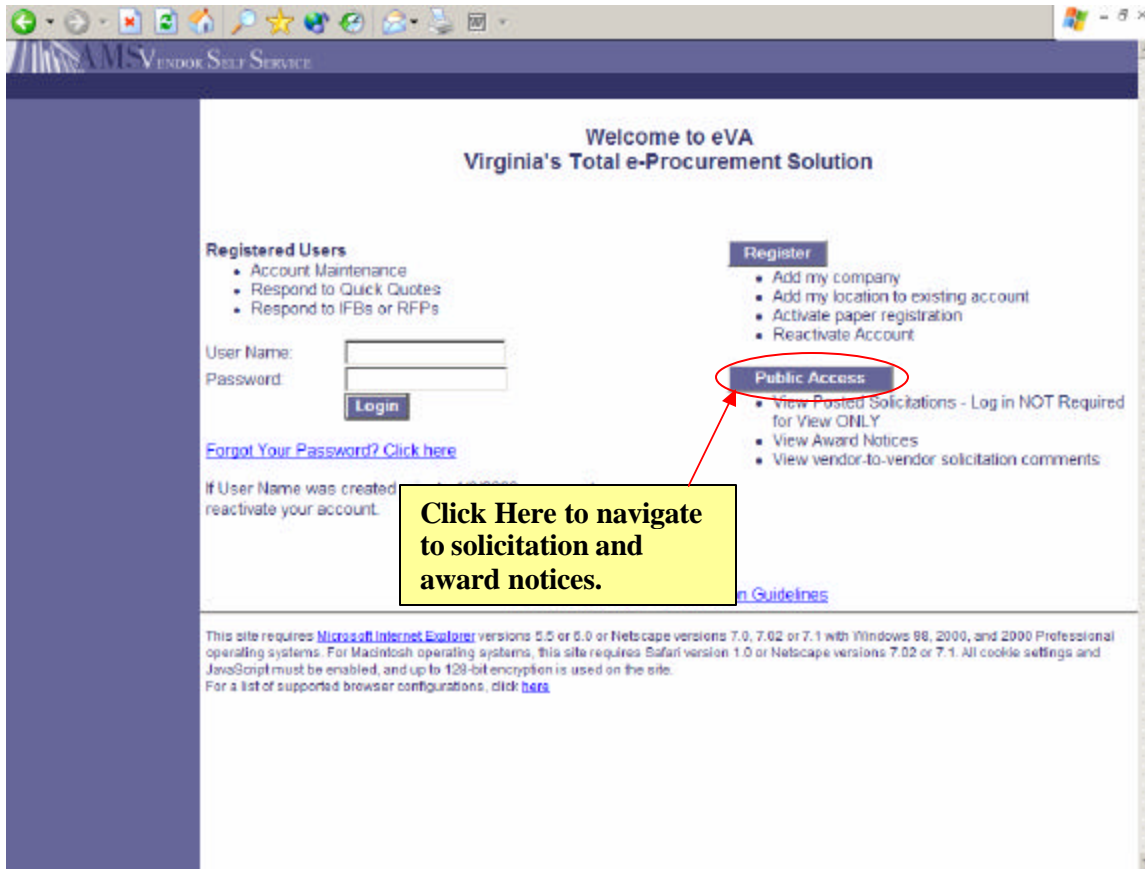 AMS VENDOR SELF SERVICE
Welcome to eVA
Virginia's Total e-Procurement Solution
Registered Users
• Account Maintenance
• Respond to Quick Quotes
• Respond to IFBs or RFPs
User Name:
Password:
Login
Forgot Your Password? Click here
If User Name was created
reactivate your account.
Register
• Add my company
• Add my location to existing account
• Activate paper registration
• Reactivate Account
Public Access
• View Posted Solicitations - Log in NOT Required
for View ONLY
• View Award Notices
• View vendor-to-vendor solicitation comments
Click Here to navigate
to solicitation and
award notices.
Guidelines
This site requires Microsoft Internet Explorer versions 5.5 or 6.0 or Netscape versions 7.0, 7.02 or 7.1 with Windows 98, 2000, and 2000 Professional
operating systems. For Macintosh operating systems, this site requires Safari version 1.0 or Netscape versions 7.02 or 7.1. All cookie settings and
JavaScript must be enabled, and up to 128-bit encryption is used on the site.
For a list of supported browser configurations, click here